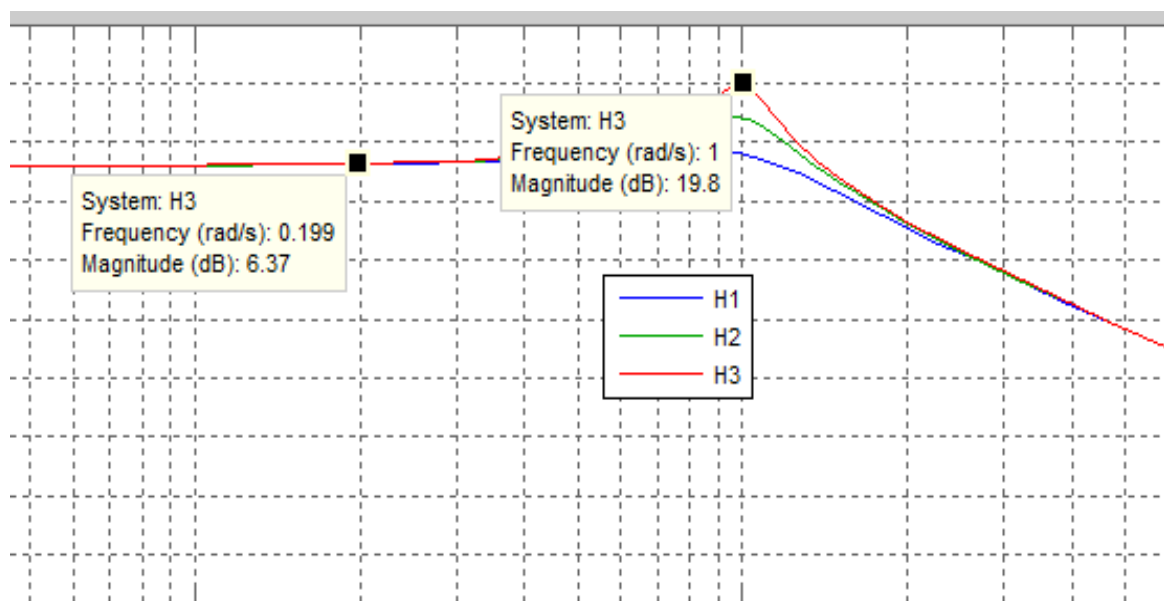 System: H3
Frequency (rad/s): 1
Magnitude (dB): 19.8
System: H3
Frequency (rad/s): 0.199
Magnitude (dB): 6.37
H1
H2
H3